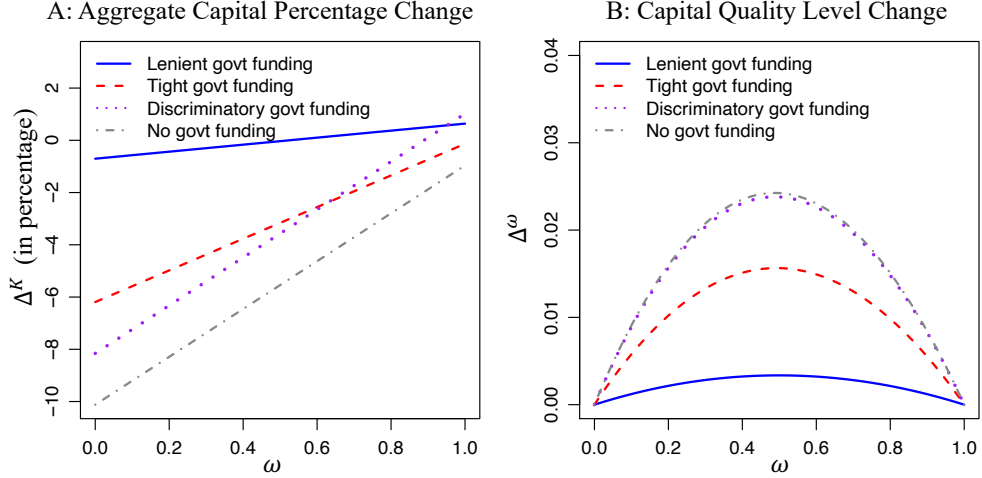 A: Aggregate Capital Percentage Change
Lenient govt funding
Tight govt funding
Discriminatory govt funding
No govt funding
Δ^K (in percentage)
2
0
-2
-4
-6
-8
-10
0.0 0.2 0.4 0.6 0.8 1.0
ω
B: Capital Quality Level Change
Lenient govt funding
Tight govt funding
Discriminatory govt funding
No govt funding
Δ^ω
0.04
0.03
0.02
0.01
0.00
0.0 0.2 0.4 0.6 0.8 1.0
ω